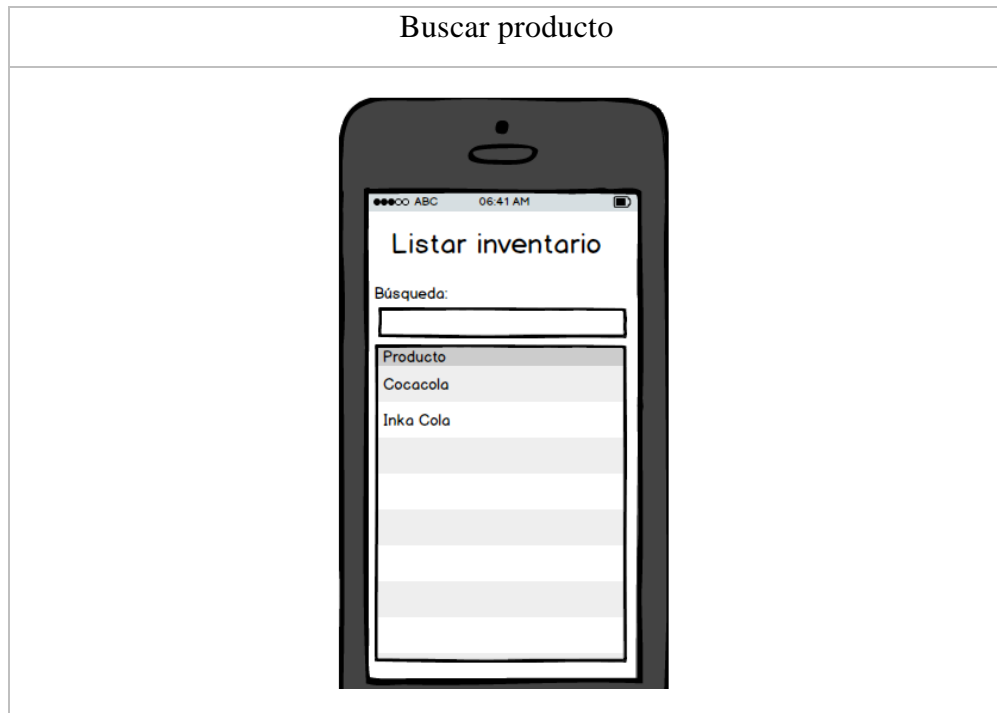 Buscar producto
ABC 06:41 AM
Listar inventario
Búsqueda:
Producto
Cocacola
Inka Cola